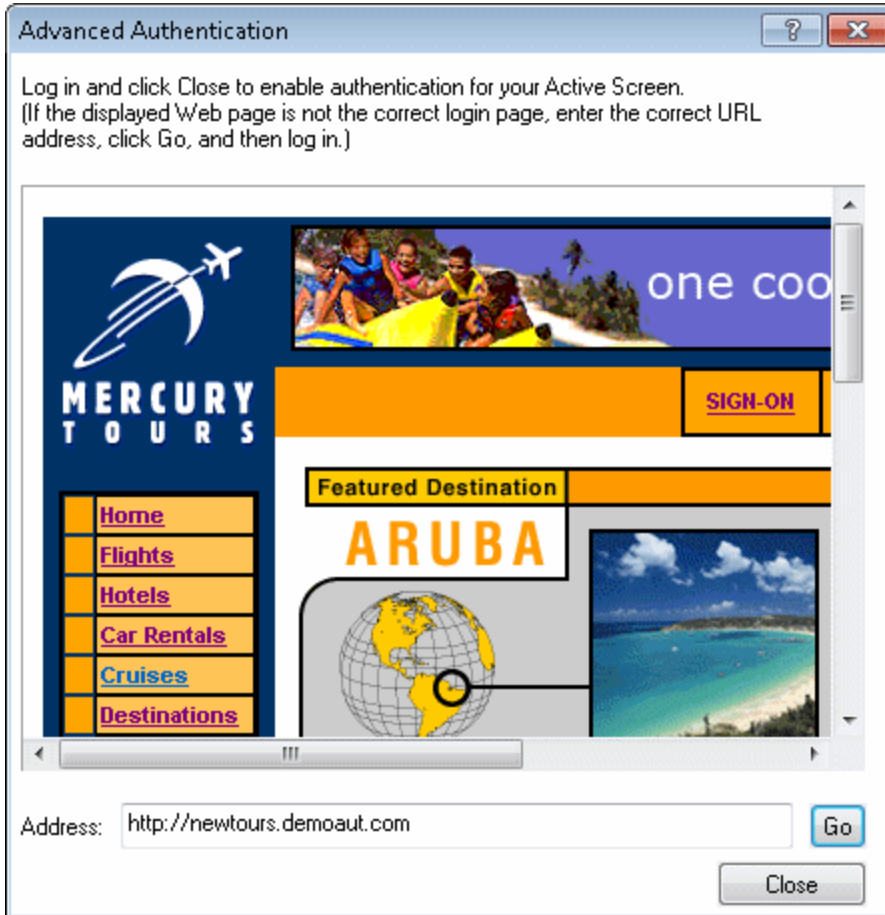 Advanced Authentication
Log in and click Close to enable authentication for your Active Screen.
(If the displayed Web page is not the correct login page, enter the correct URL
address, click Go, and then log in.)
one coo
MERCURY
TOURS
SIGN-ON
Featured Destination
ARUBA
Home
Flights
Hotels
Car Rentals
Cruises
Destinations
Address: http://newtours.demoaut.com Go
Close